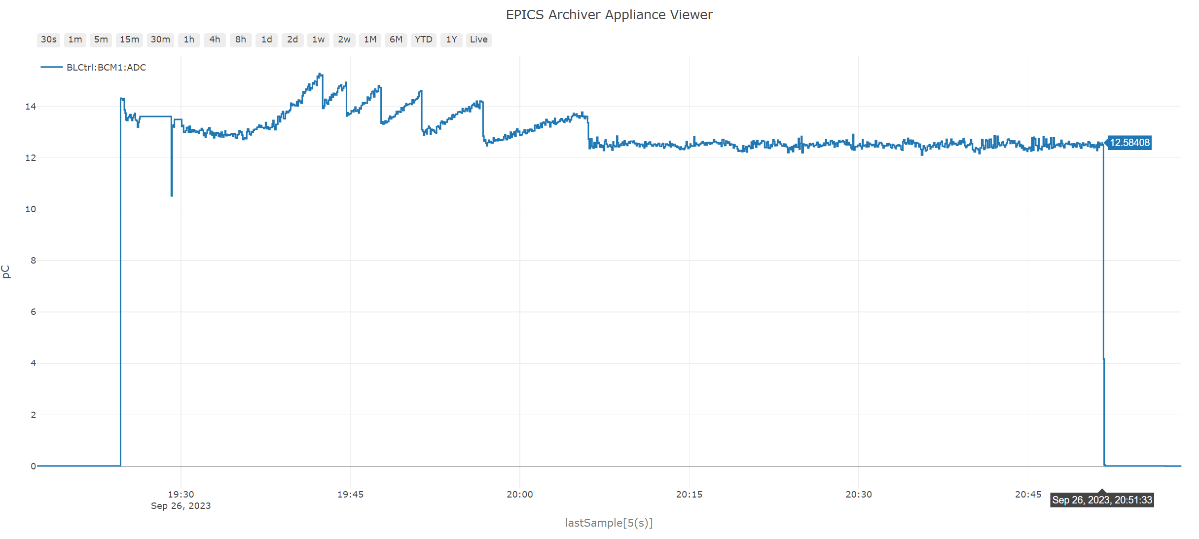 EPICS Archiver Appliance Viewer
30s 1m 5m 15m 30m 1h 4h 8h 1d 2d 1w 2w 1M 6M YTD 1Y Live
BLCtrl:BCM1:ADC
14
12.58408
12
10
8
pC
6
4
2
0
19:30 19:45 20:00 20:15 20:30 20:45
Sep 26, 2023
Sep 26, 2023, 20:51:33
lastSample[5(s)]